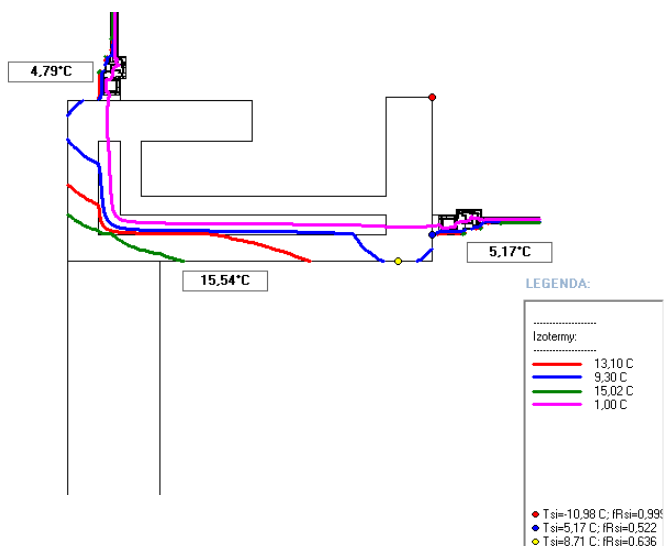 4,79°C
5,17°C
15,54°C
LEGENDA:
Izotermy:
13,10 C
9,30 C
15,02 C
1,00 C
Tsi=-10,98 C; fRsi=0,999
Tsi=5,17 C; fRsi=0,522
Tsi=8,71 C; fRsi=0,636